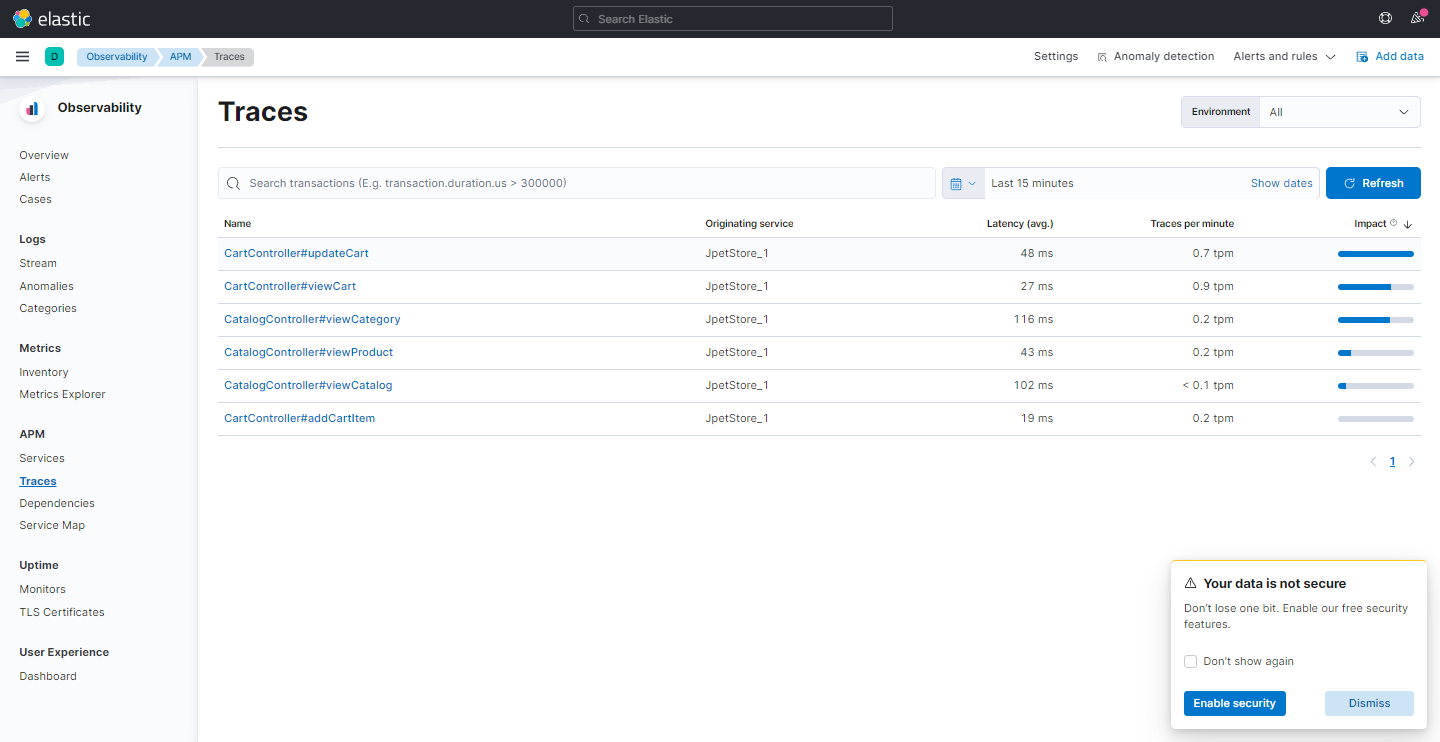 elastic
Search Elastic
D
Observability
APM
Traces
Settings
Anomaly detection
Alerts and rules
Add data
Observability
Overview
Alerts
Cases
Logs
Stream
Anomalies
Categories
Metrics
Inventory
Metrics Explorer
APM
Services
Traces
Dependencies
Service Map
Uptime
Monitors
TLS Certificates
User Experience
Dashboard
Traces
Environment All
Search transactions (E.g. transaction.duration.us > 300000)
Last 15 minutes
Show dates
Refresh
Name Originating service Latency (avg.) Traces per minute Impact
CartController#updateCart JpetStore_1 48 ms 0.7 tpm
CartController#viewCart JpetStore_1 27 ms 0.9 tpm
CatalogController#viewCategory JpetStore_1 116 ms 0.2 tpm
CatalogController#viewProduct JpetStore_1 43 ms 0.2 tpm
CatalogController#viewCatalog JpetStore_1 102 ms < 0.1 tpm
CartController#addCartItem JpetStore_1 19 ms 0.2 tpm
1
Your data is not secure
Don't lose one bit. Enable our free security
features.
Don't show again
Enable security
Dismiss